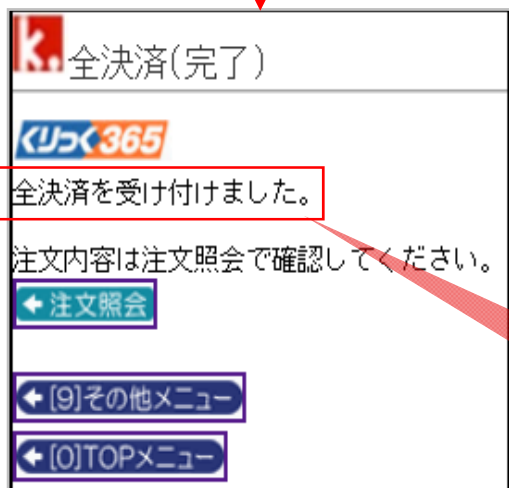 k. 全決済(完了)
くりっく365
全決済を受け付けました。
注文内容は注文照会で確認してください。
注文照会
[9]その他メニュー
[0]TOPメニュー